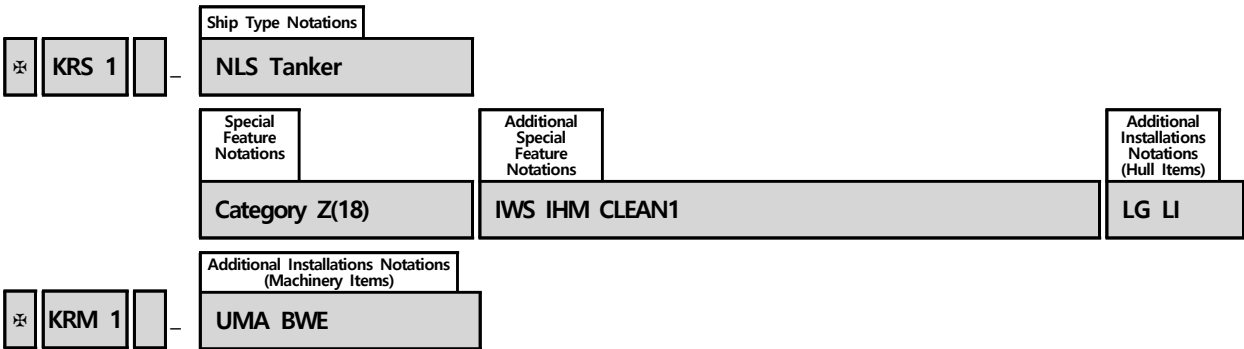 Ship Type Notations
✠ KRS 1 _ NLS Tanker
Special
Feature
Notations
Additional
Special
Feature
Notations
Additional
Installations
Notations
(Hull Items)
Category Z(18) IWS IHM CLEAN1 LG LI
Additional Installations Notations
(Machinery Items)
✠ KRM 1 _ UMA BWE